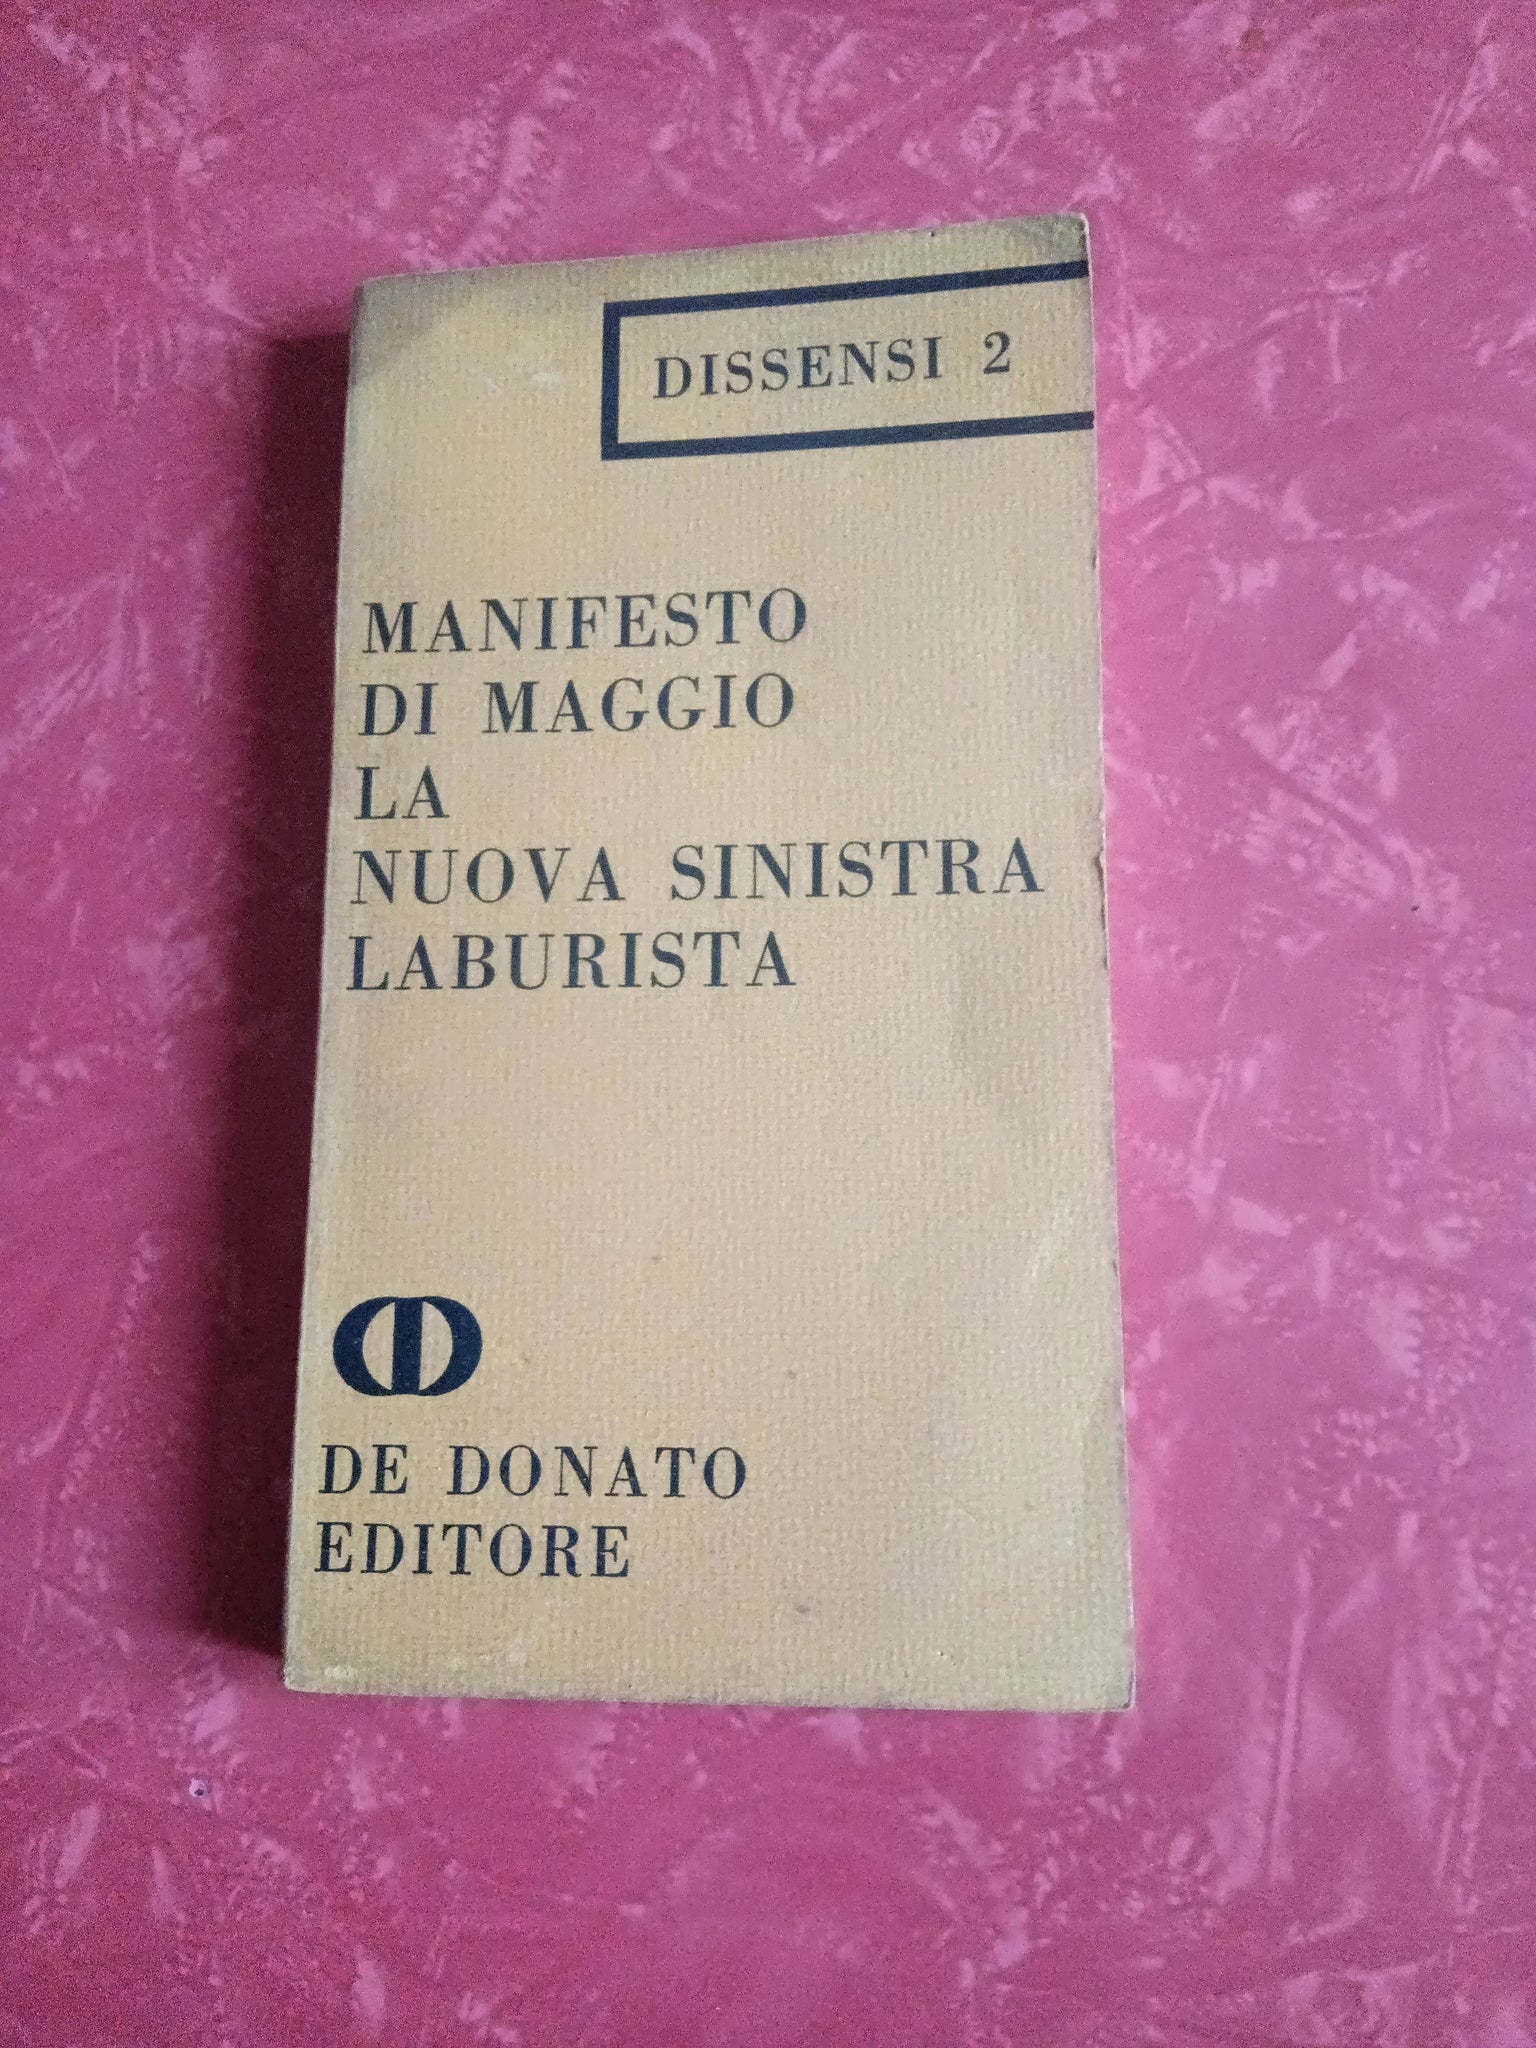 DISSENSI 2
MANIFESTO
DI MAGGIO
LA
NUOVA SINISTRA
LABURISTA
DE DONATO
EDITORE